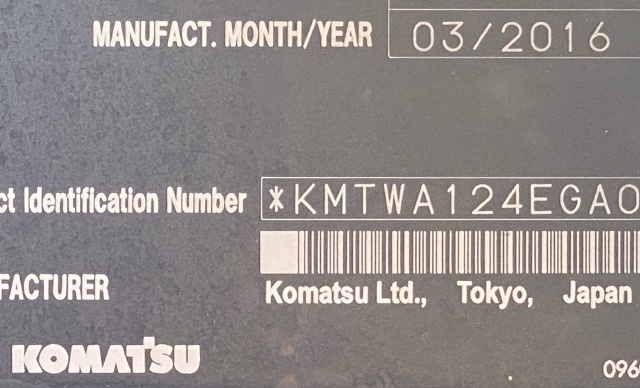 MANUFACT. MONTH/YEAR 03/2016
ct Identification Number *KMTWA124EGA0
FACTURER Komatsu Ltd., Tokyo, Japan
KOMATSU 096